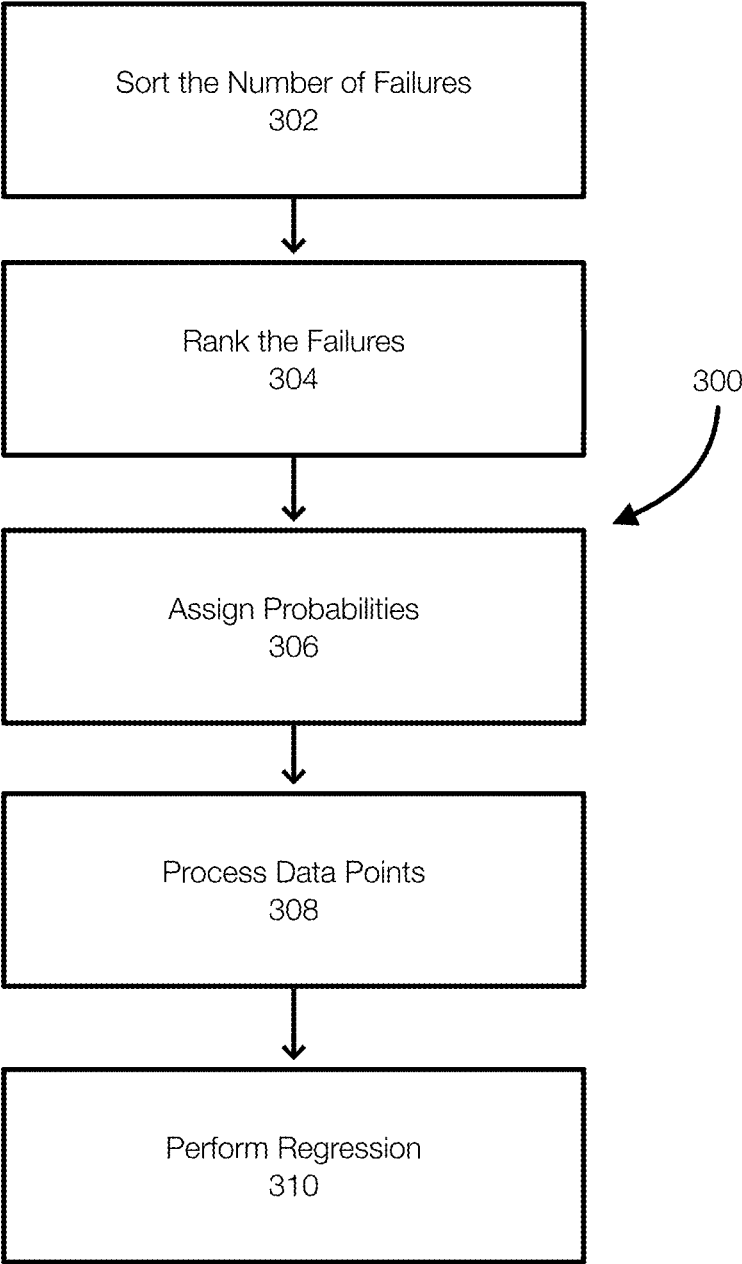 Sort the Number of Failures
302
Rank the Failures
304
300
Assign Probabilities
306
Process Data Points
308
Perform Regression
310